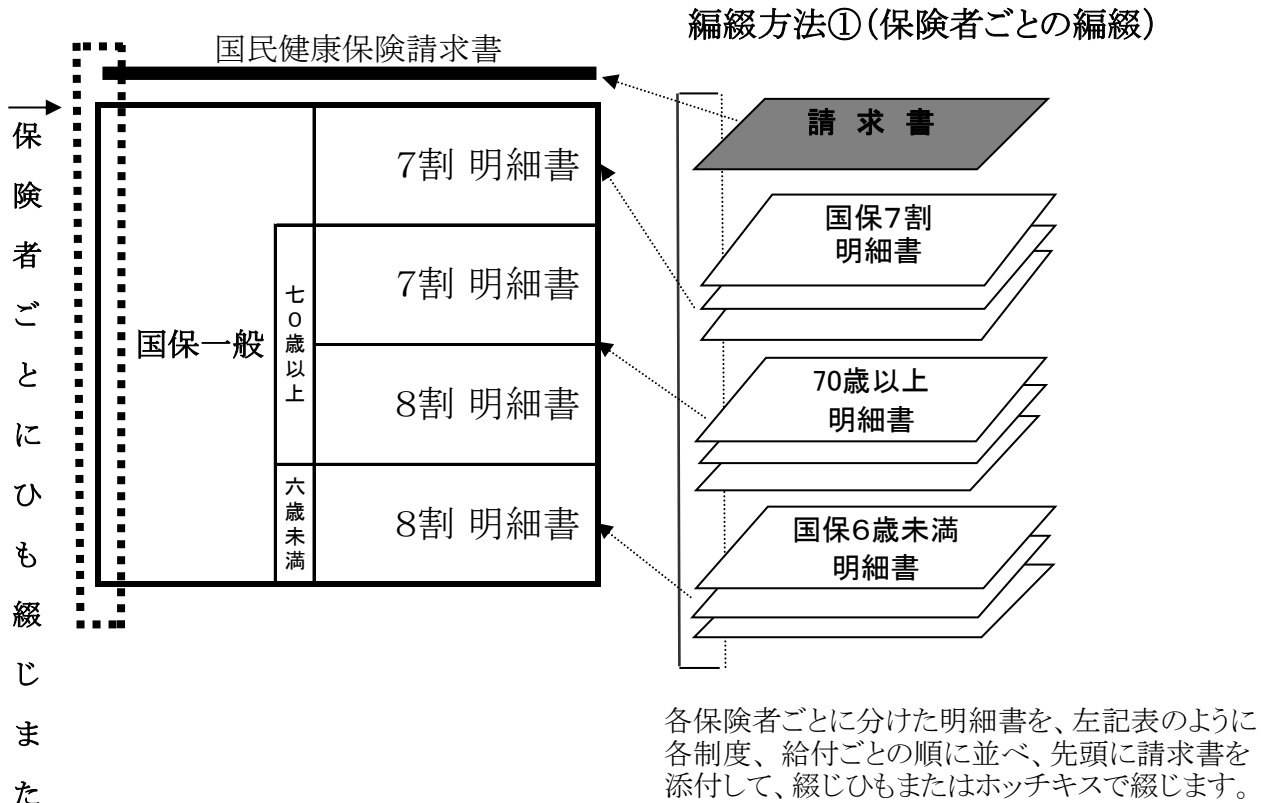 編綴方法①(保険者ごとの編綴)
国民健康保険請求書
保険者ごとにひも綴じまた
国保一般
七〇歳以上
六歳未満
7割 明細書
7割 明細書
8割 明細書
8割 明細書
請 求 書
国保7割
明細書
70歳以上
明細書
国保6歳未満
明細書
各保険者ごとに分けた明細書を、左記表のように
各制度、給付ごとの順に並べ、先頭に請求書を
添付して、綴じひもまたはホッチキスで綴じます。